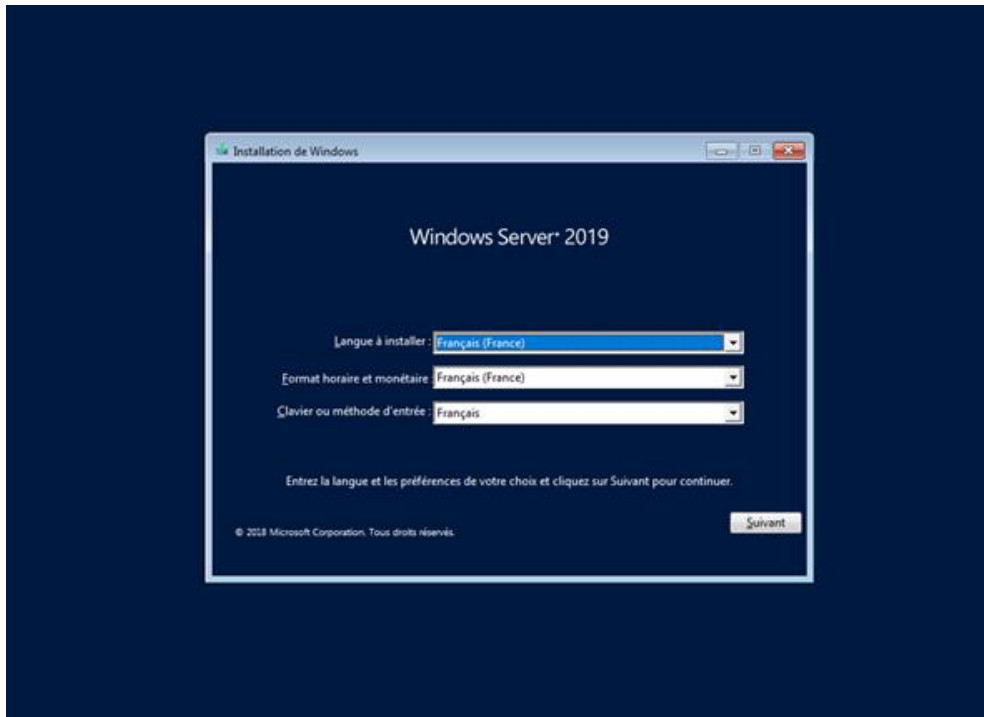 Installation de Windows
Windows Server® 2019
Langue à installer : Français (France)
Format horaire et monétaire : Français (France)
Clavier ou méthode d'entrée : Français
Entrez la langue et les préférences de votre choix et cliquez sur Suivant pour continuer.
Suivant
© 2018 Microsoft Corporation. Tous droits réservés.